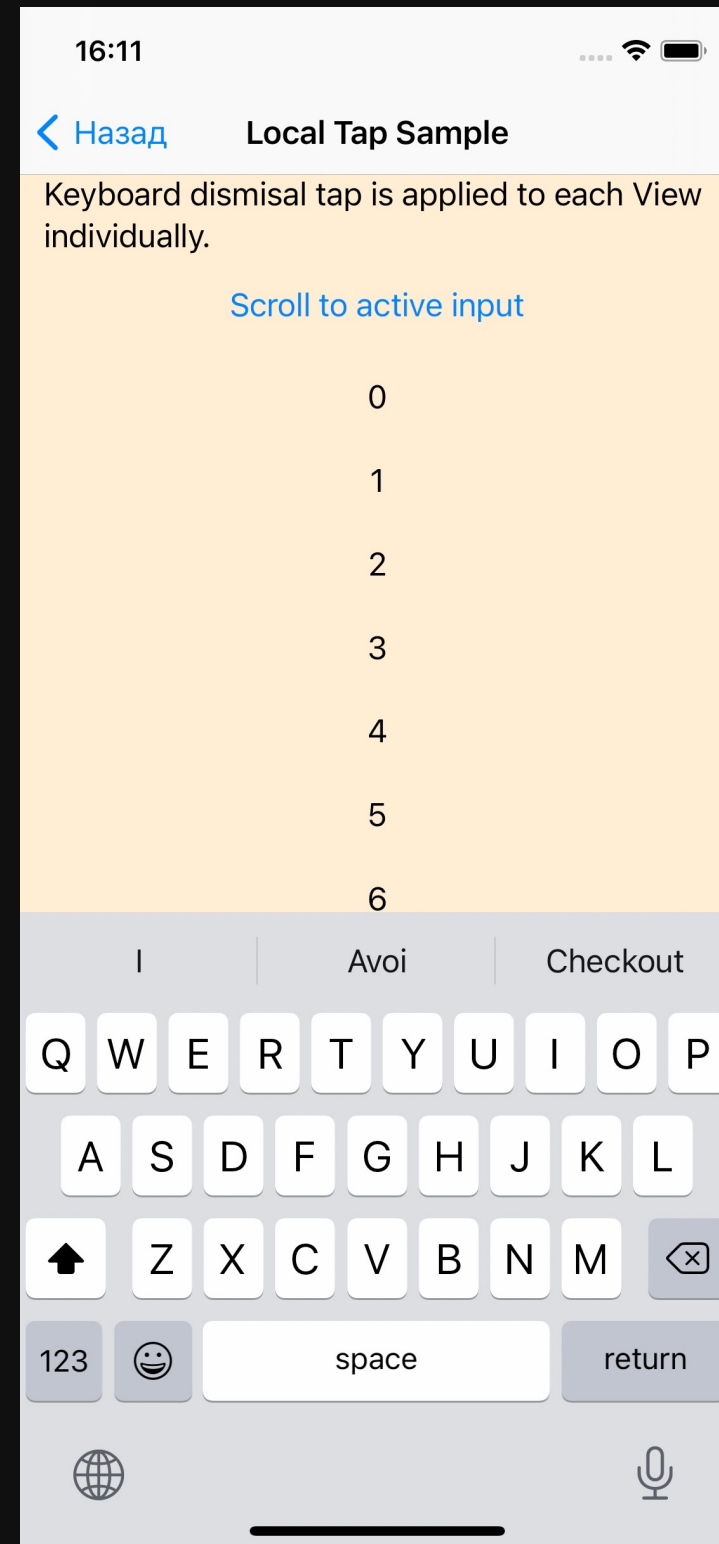 16:11
Назад Local Tap Sample
Keyboard dismisal tap is applied to each View
individually.
Scroll to active input
0
1
2
3
4
5
6
I Avoi Checkout
Q W E R T Y U I O P
A S D F G H J K L
Z X C V B N M
123 space return